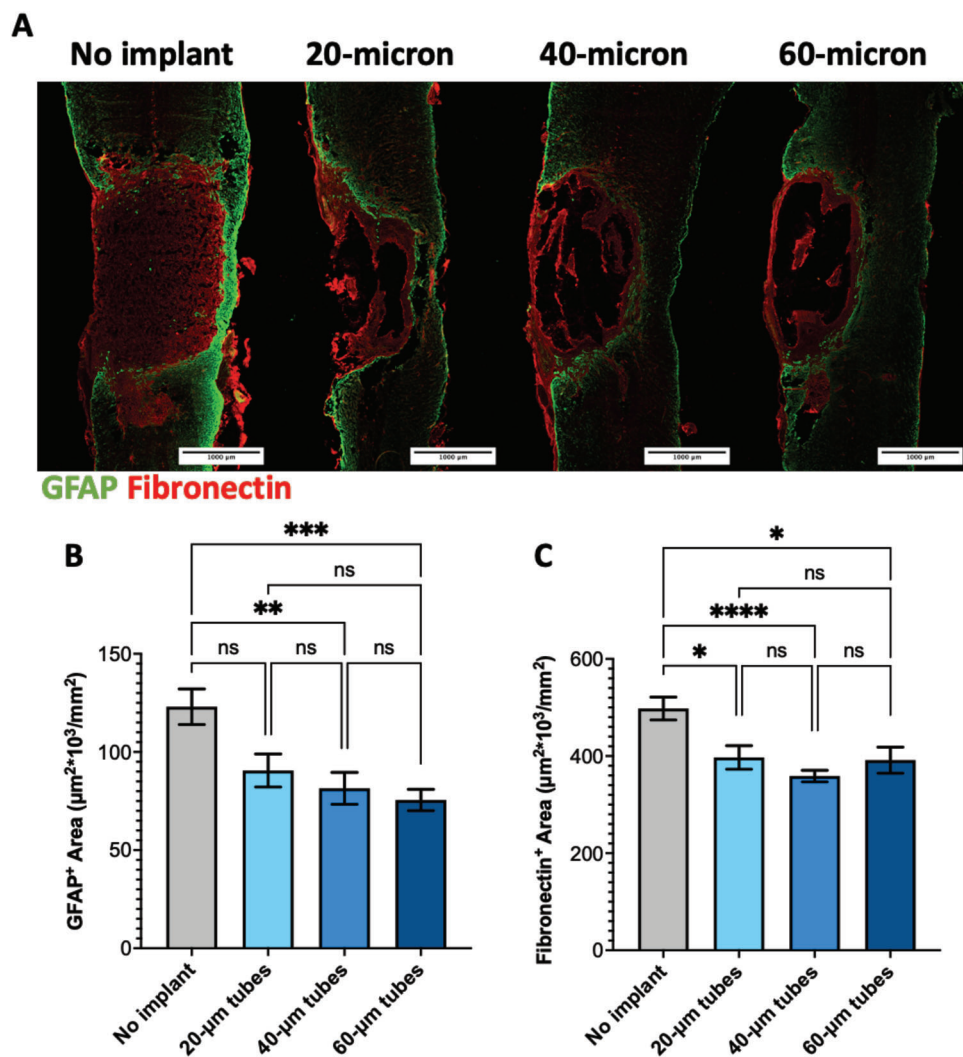 A
No implant 20-micron 40-micron 60-micron
1000 µm 1000 µm 1000 µm 1000 µm
GFAP Fibronectin
B
***
ns
**
ns ns ns
GFAP⁺ Area (µm²*10³/mm²)
150
100
50
0
No implant
20-µm tubes
40-µm tubes
60-µm tubes
C
*
ns
****
* ns ns
Fibronectin⁺ Area (µm²*10³/mm²)
600
400
200
0
No implant
20-µm tubes
40-µm tubes
60-µm tubes